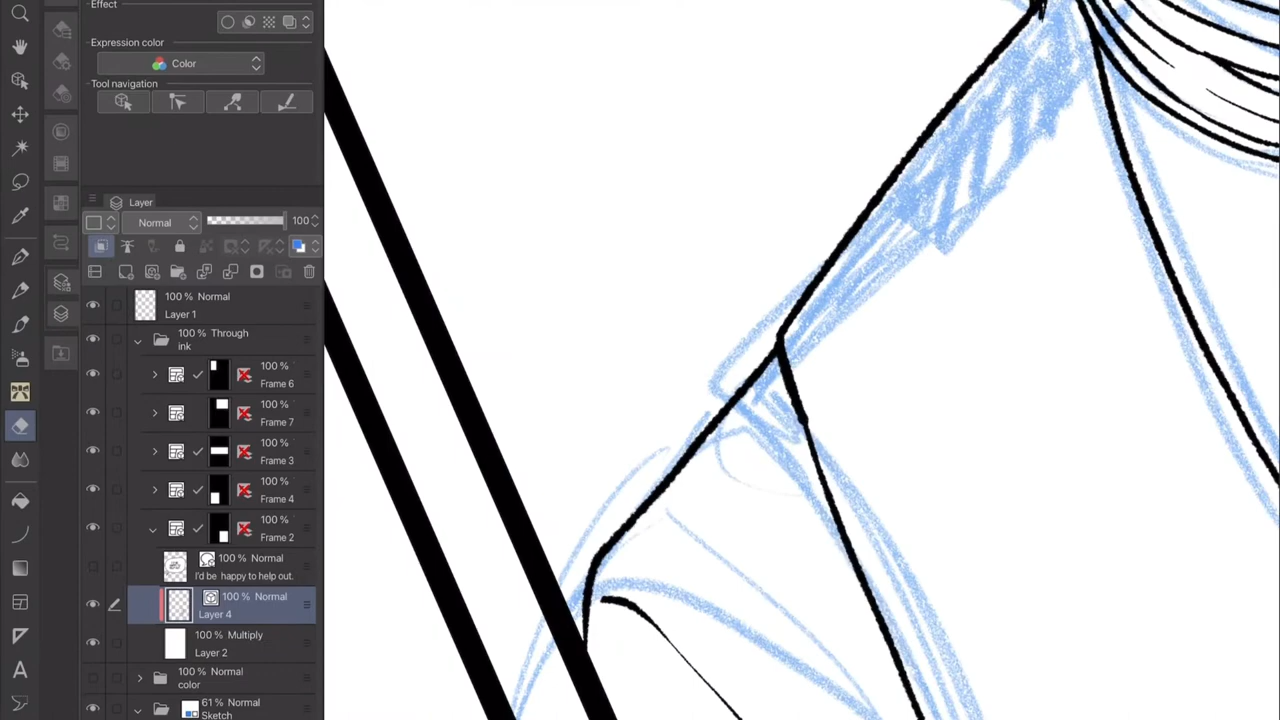 Effect
Expression color
Color
Tool navigation
Layer
Normal
100
100 % Normal
Layer 1
100 % Through
ink
100 %
Frame 6
100 %
Frame 7
100 %
Frame 3
100 %
Frame 4
100 %
Frame 2
100 % Normal
I'd be happy to help out.
100 % Normal
Layer 4
100 % Multiply
Layer 2
100 % Normal
color
61 % Normal
Sketch